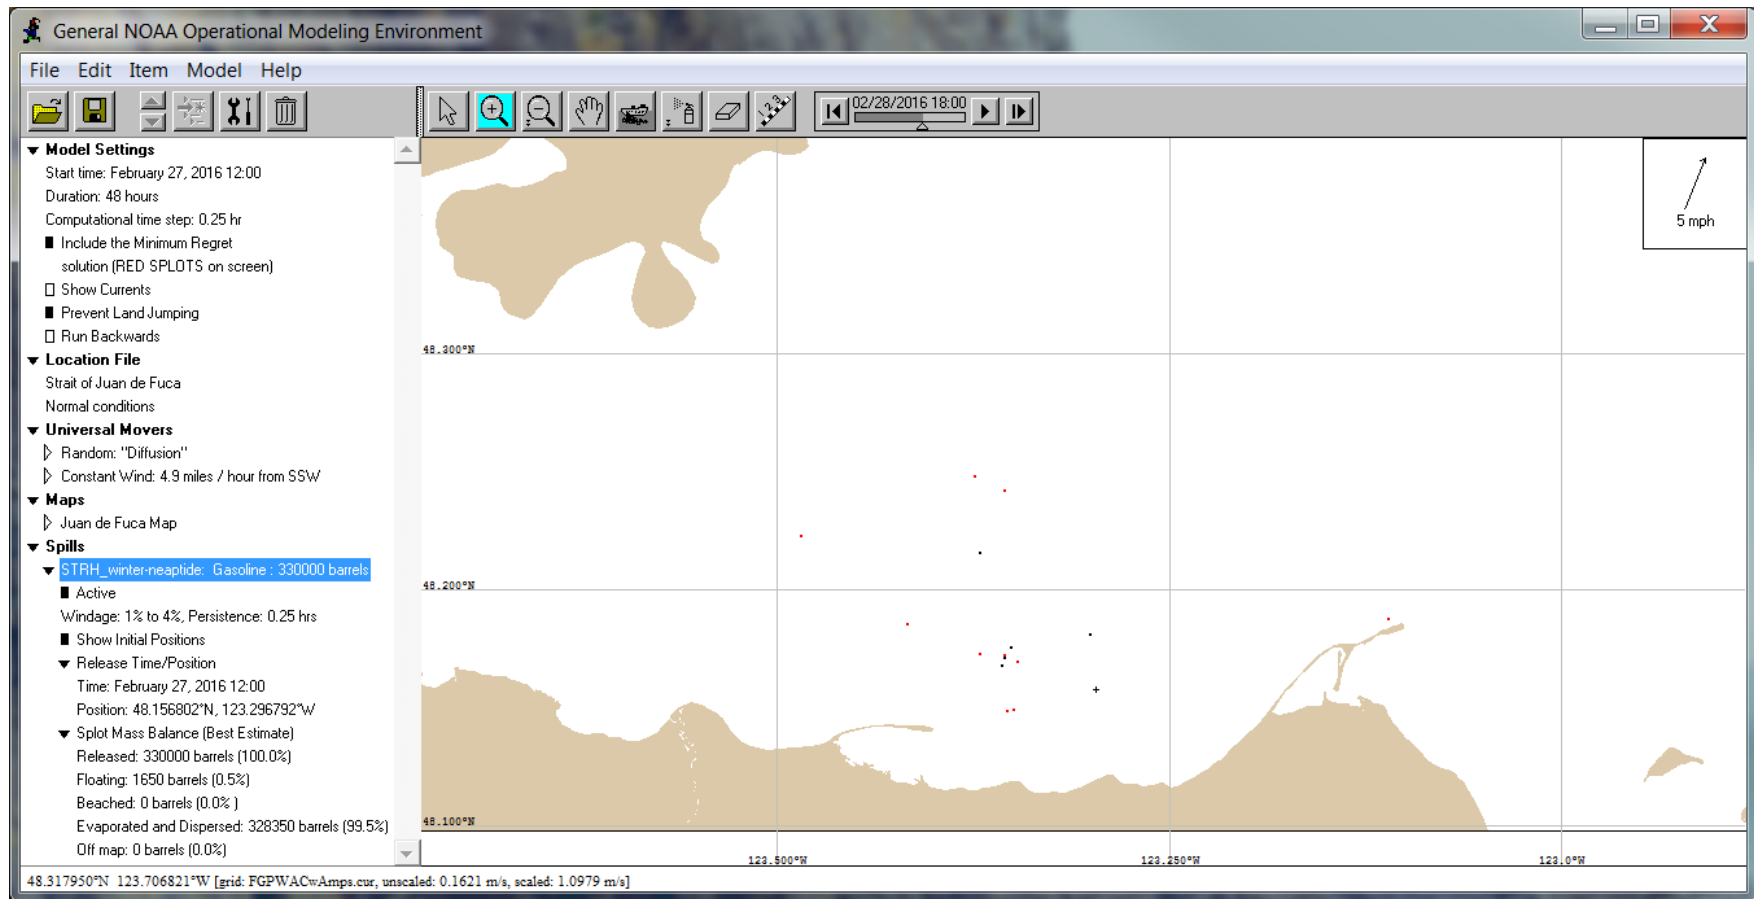 General NOAA Operational Modeling Environment
File Edit Item Model Help
02/28/2016 18:00
Model Settings
Start time: February 27, 2016 12:00
Duration: 48 hours
Computational time step: 0.25 hr
Include the Minimum Regret
solution (RED SPLOTS on screen)
Show Currents
Prevent Land Jumping
Run Backwards
Location File
Strait of Juan de Fuca
Normal conditions
Universal Movers
Random: "Diffusion"
Constant Wind: 4.9 miles / hour from SSW
Maps
Juan de Fuca Map
Spills
STRH_winter-neaptide: Gasoline : 330000 barrels
Active
Windage: 1% to 4%, Persistence: 0.25 hrs
Show Initial Positions
Release Time/Position
Time: February 27, 2016 12:00
Position: 48.156802°N, 123.296792°W
Splot Mass Balance (Best Estimate)
Released: 330000 barrels (100.0%)
Floating: 1650 barrels (0.5%)
Beached: 0 barrels (0.0% )
Evaporated and Dispersed: 328350 barrels (99.5%)
Off map: 0 barrels (0.0%)
5 mph
48.300°N
48.200°N
48.100°N
123.500°W 123.250°W 123.0°W
48.317950°N 123.706821°W [grid: FGPWACwAmps.cur, unscaled: 0.1621 m/s, scaled: 1.0979 m/s]